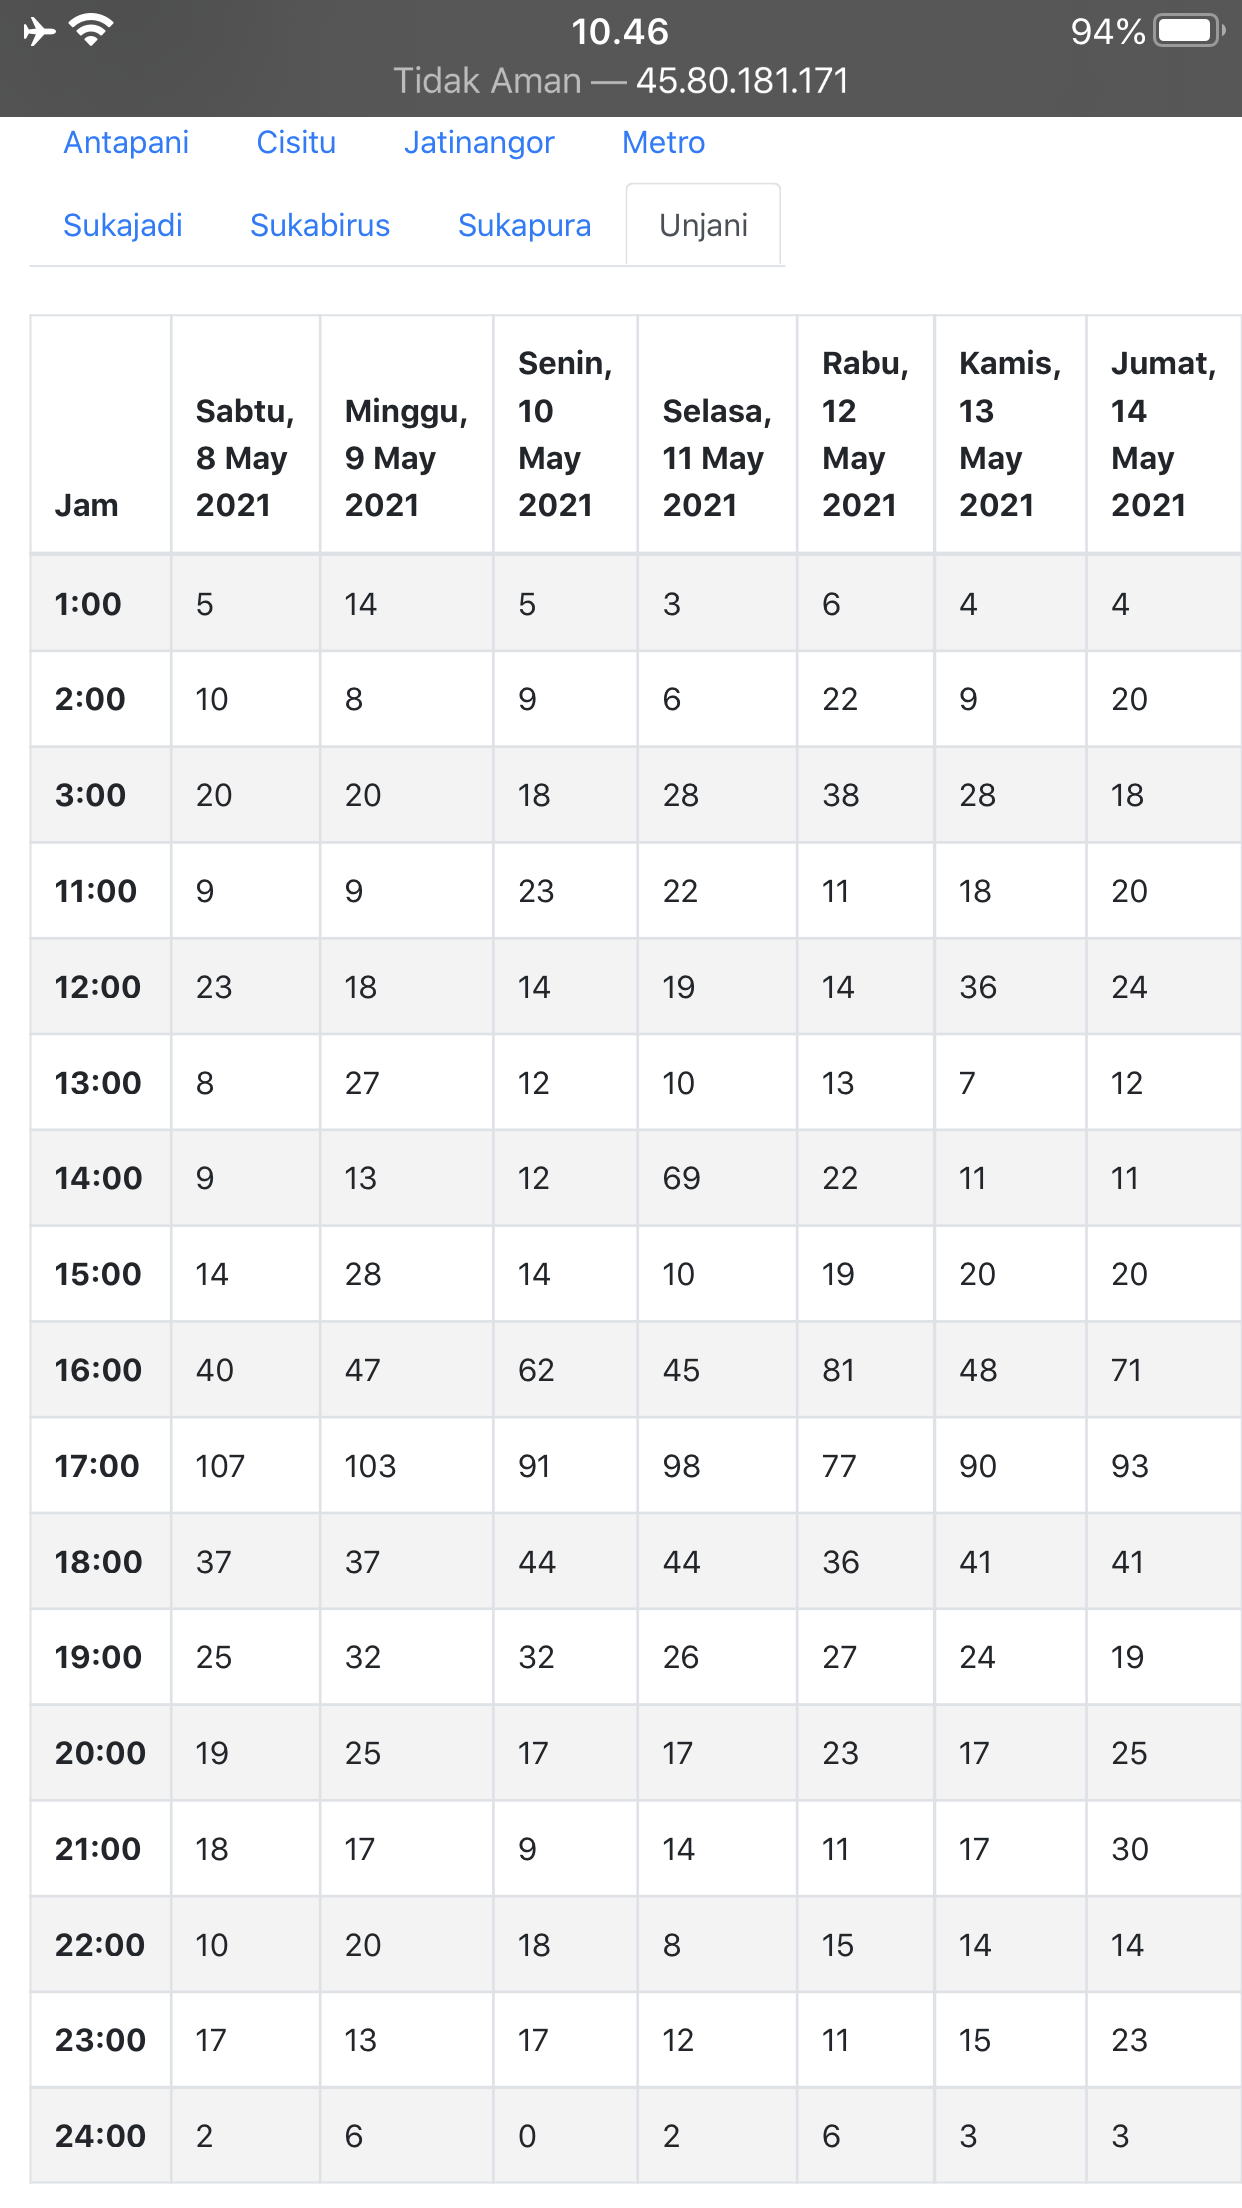 10.46
94%
Tidak Aman — 45.80.181.171
Antapani Cisitu Jatinangor Metro
Sukajadi Sukabirus Sukapura Unjani
Jam Sabtu, 8 May 2021 Minggu, 9 May 2021 Senin, 10 May 2021 Selasa, 11 May 2021 Rabu, 12 May 2021 Kamis, 13 May 2021 Jumat, 14 May 2021
1:00 5 14 5 3 6 4 4
2:00 10 8 9 6 22 9 20
3:00 20 20 18 28 38 28 18
11:00 9 9 23 22 11 18 20
12:00 23 18 14 19 14 36 24
13:00 8 27 12 10 13 7 12
14:00 9 13 12 69 22 11 11
15:00 14 28 14 10 19 20 20
16:00 40 47 62 45 81 48 71
17:00 107 103 91 98 77 90 93
18:00 37 37 44 44 36 41 41
19:00 25 32 32 26 27 24 19
20:00 19 25 17 17 23 17 25
21:00 18 17 9 14 11 17 30
22:00 10 20 18 8 15 14 14
23:00 17 13 17 12 11 15 23
24:00 2 6 0 2 6 3 3